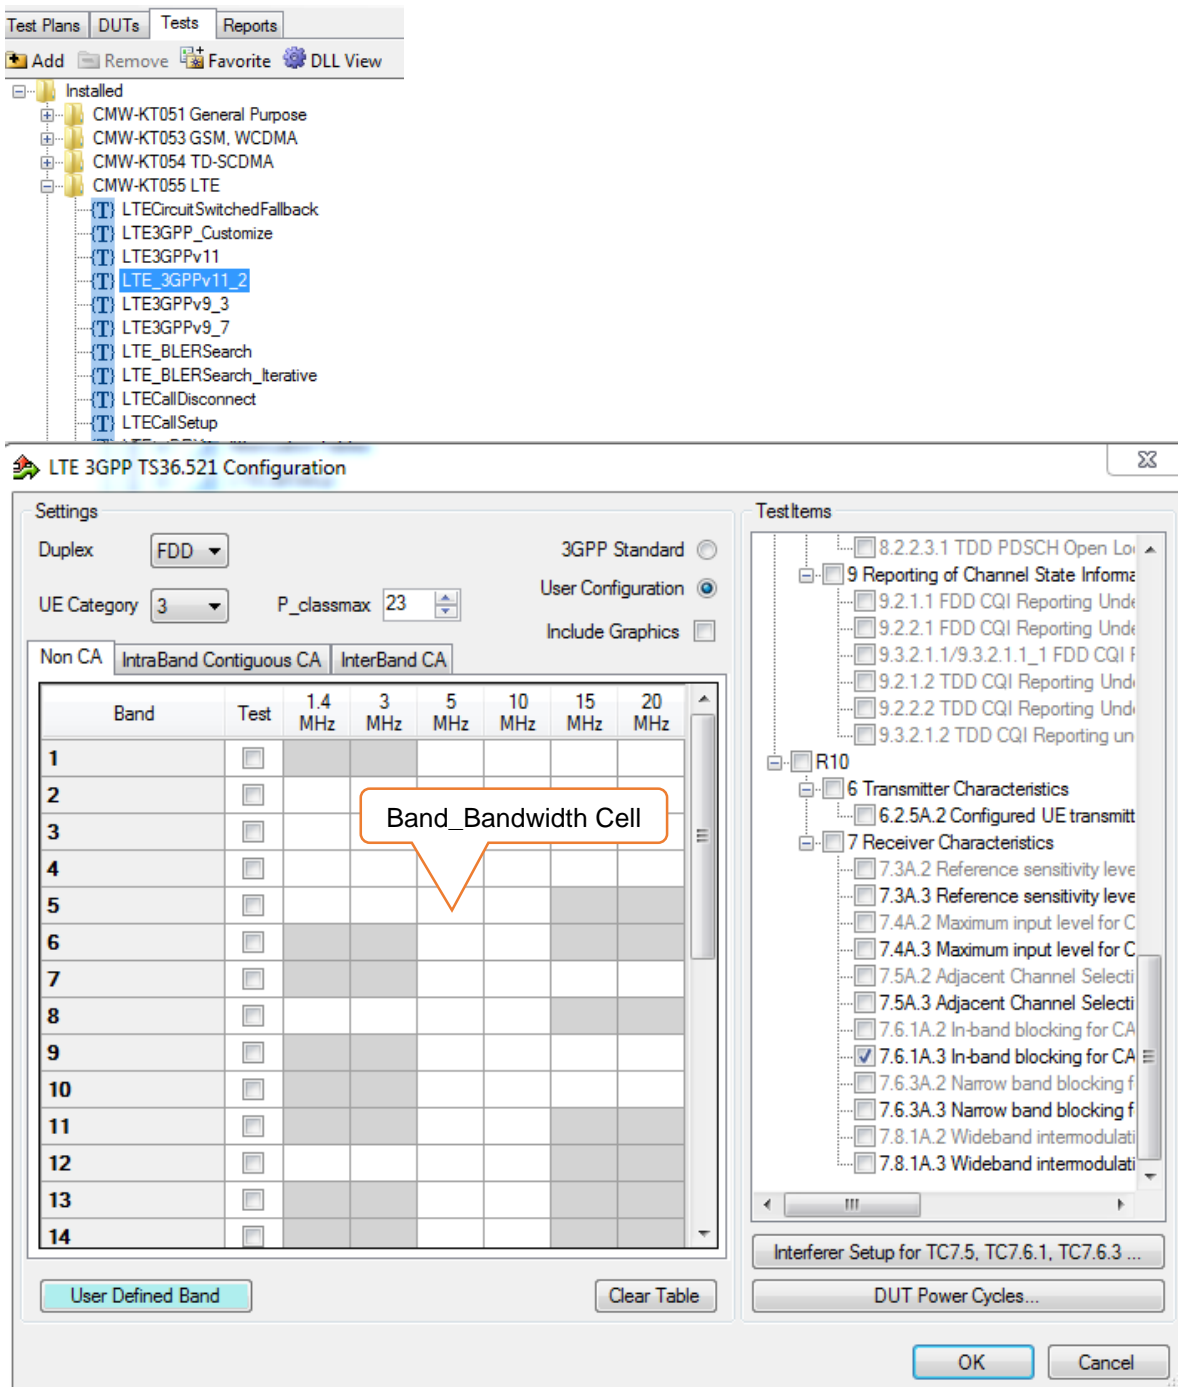 Test Plans DUTs Tests Reports
Add Remove Favorite DLL View
Installed
CMW-KT051 General Purpose
CMW-KT053 GSM, WCDMA
CMW-KT054 TD-SCDMA
CMW-KT055 LTE
{T} LTECircuitSwitchedFallback
{T} LTE3GPP_Customize
{T} LTE3GPPv11
{T} LTE_3GPPv11_2
{T} LTE3GPPv9_3
{T} LTE3GPPv9_7
{T} LTE_BLERSearch
{T} LTE_BLERSearch_Iterative
{T} LTECallDisconnect
{T} LTECallSetup
LTE 3GPP TS36.521 Configuration
Settings
Duplex FDD 3GPP Standard
User Configuration
UE Category 3 P_classmax 23
Include Graphics
Non CA IntraBand Contiguous CA InterBand CA
Band Test 1.4 MHz 3 MHz 5 MHz 10 MHz 15 MHz 20 MHz
1
2
Band_Bandwidth Cell
3
4
5
6
7
8
9
10
11
12
13
14
User Defined Band Clear Table
TestItems
8.2.2.3.1 TDD PDSCH Open Lo
9 Reporting of Channel State Informa
9.2.1.1 FDD CQI Reporting Unde
9.2.2.1 FDD CQI Reporting Unde
9.3.2.1.1/9.3.2.1.1_1 FDD CQI F
9.2.1.2 TDD CQI Reporting Unde
9.2.2.2 TDD CQI Reporting Unde
9.3.2.1.2 TDD CQI Reporting un
R10
6 Transmitter Characteristics
6.2.5A.2 Configured UE transmitt
7 Receiver Characteristics
7.3A.2 Reference sensitivity leve
7.3A.3 Reference sensitivity leve
7.4A.2 Maximum input level for C
7.4A.3 Maximum input level for C
7.5A.2 Adjacent Channel Selecti
7.5A.3 Adjacent Channel Selecti
7.6.1A.2 In-band blocking for CA
7.6.1A.3 In-band blocking for CA
7.6.3A.2 Narrow band blocking f
7.6.3A.3 Narrow band blocking f
7.8.1A.2 Wideband intermodulati
7.8.1A.3 Wideband intermodulati
Interferer Setup for TC7.5, TC7.6.1, TC7.6.3 ...
DUT Power Cycles...
OK Cancel